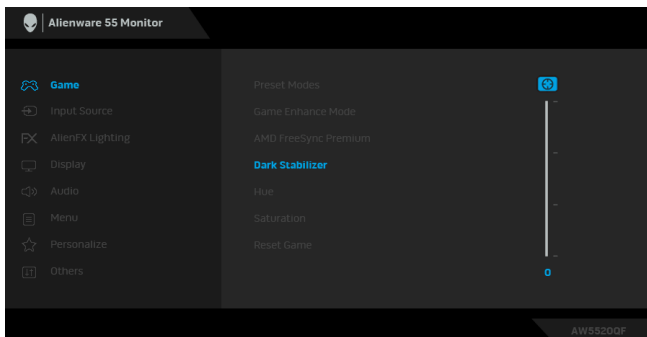 Alienware 55 Monitor
Game
Input Source
AlienFX Lighting
Display
Audio
Menu
Personalize
Others
Preset Modes
Game Enhance Mode
AMD FreeSync Premium
Dark Stabilizer
Hue
Saturation
Reset Game
0
AW5520QF